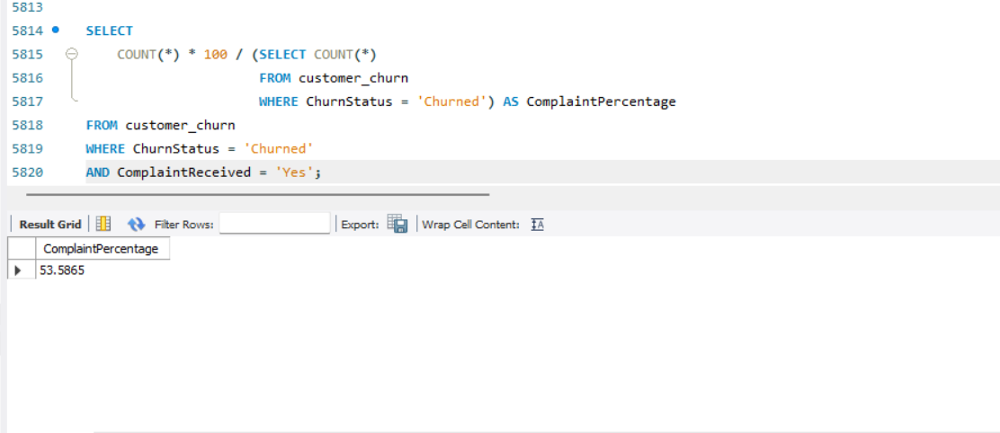 5813
5814 SELECT
5815 COUNT(*) * 100 / (SELECT COUNT(*)
5816 FROM customer_churn
5817 WHERE ChurnStatus = 'Churned') AS ComplaintPercentage
5818 FROM customer_churn
5819 WHERE ChurnStatus = 'Churned'
5820 AND ComplaintReceived = 'Yes';
Result Grid Filter Rows: Export: Wrap Cell Content:
ComplaintPercentage
53.5865